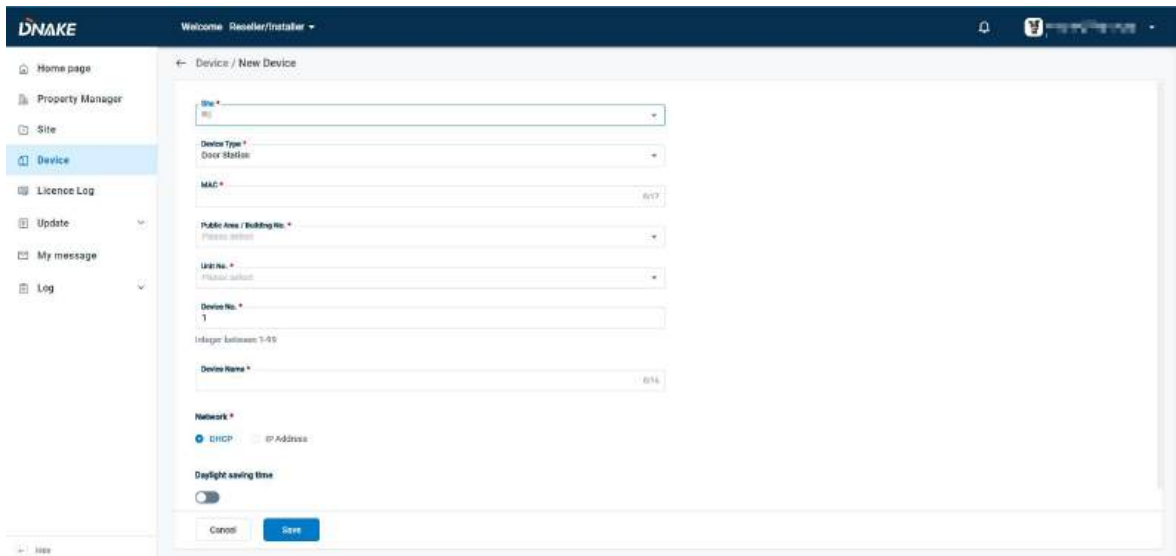 DNAKE
Welcome Reseller/Installer
Home page
Property Manager
Site
Device
Licence Log
Update
My message
Log
Hide
← Device / New Device
Site *
Device Type *
Door Station
MAC *
0/17
Public Area / Building No. *
Please select
Unit No. *
Please select
Device No. *
1
Integer between 1-99
Device Name *
0/16
Network *
DHCP
IP Address
Daylight saving time
Cancel
Save